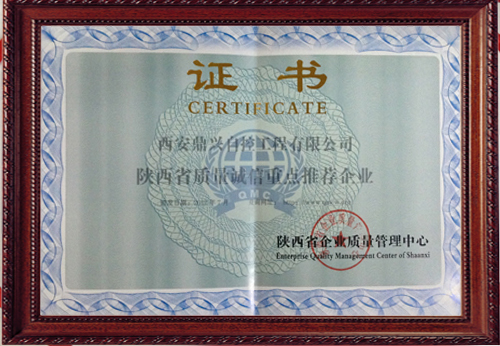 证 书
CERTIFICATE
西安鼎兴自控工程有限公司
陕西省质量诚信重点推荐企业
QMC
陕西省企业质量管理中心
Enterprise Quality Management Center of Shaanxi